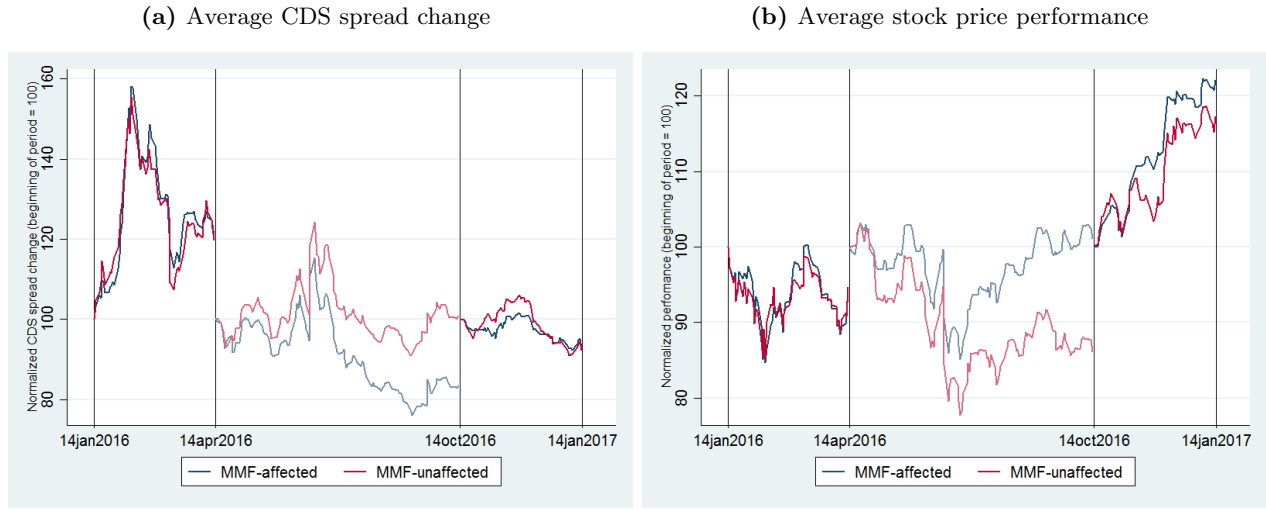 (a) Average CDS spread change
Normalized CDS spread change (beginning of period = 100)
160
140
120
100
80
14jan2016
14apr2016
14oct2016
14jan2017
MMF-affected
MMF-unaffected
(b) Average stock price performance
Normalized performance (beginning of period = 100)
120
110
100
90
80
14jan2016
14apr2016
14oct2016
14jan2017
MMF-affected
MMF-unaffected